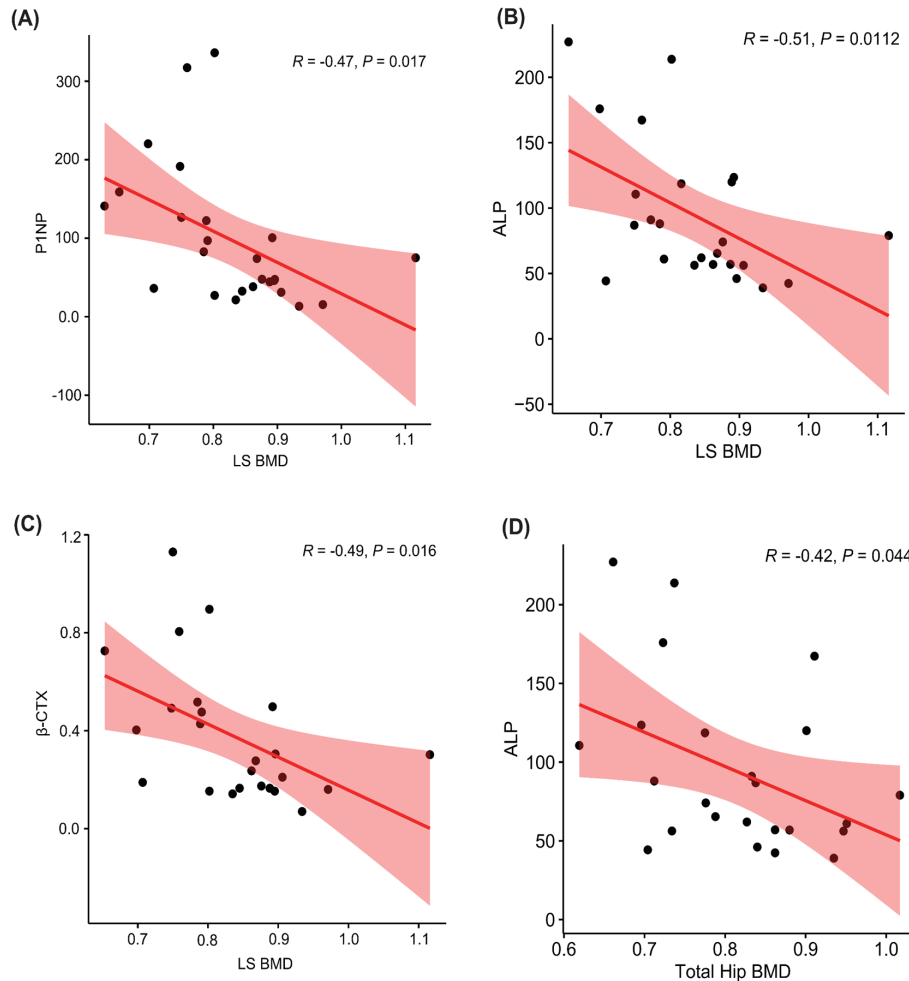 (A)
R = -0.47, P = 0.017
P1NP
300
200
100
0.0
-100
0.7 0.8 0.9 1.0 1.1
LS BMD
(B)
R = -0.51, P = 0.0112
ALP
200
150
100
50
0
−50
0.7 0.8 0.9 1.0 1.1
LS BMD
(C)
R = -0.49, P = 0.016
β-CTX
1.2
0.8
0.4
0.0
0.7 0.8 0.9 1.0 1.1
LS BMD
(D)
R = -0.42, P = 0.044
ALP
200
150
100
50
0
0.6 0.7 0.8 0.9 1.0
Total Hip BMD